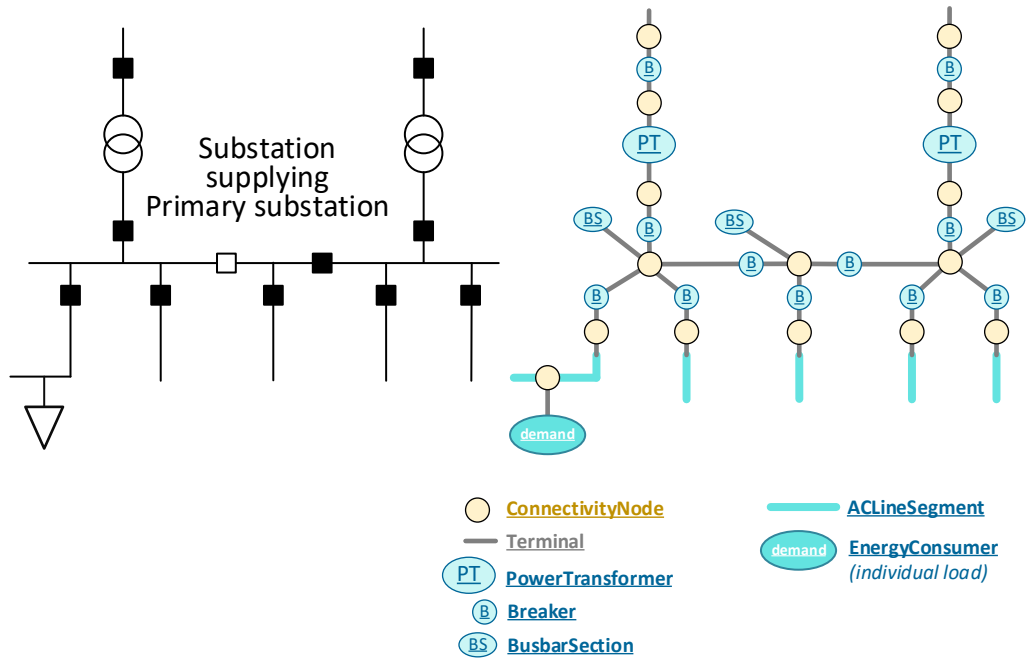 Substation
supplying
Primary substation
B
B
PT
PT
BS
B
BS
B
BS
B
B
B
B
B
B
B
demand
ConnectivityNode
Terminal
PT PowerTransformer
B Breaker
BS BusbarSection
ACLineSegment
demand EnergyConsumer
(individual load)